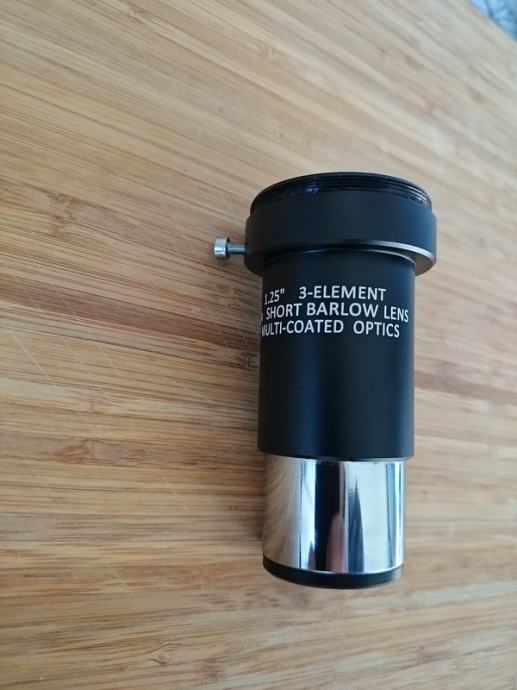 1.25" 3-ELEMENT
SHORT BARLOW LENS
MULTI-COATED OPTICS